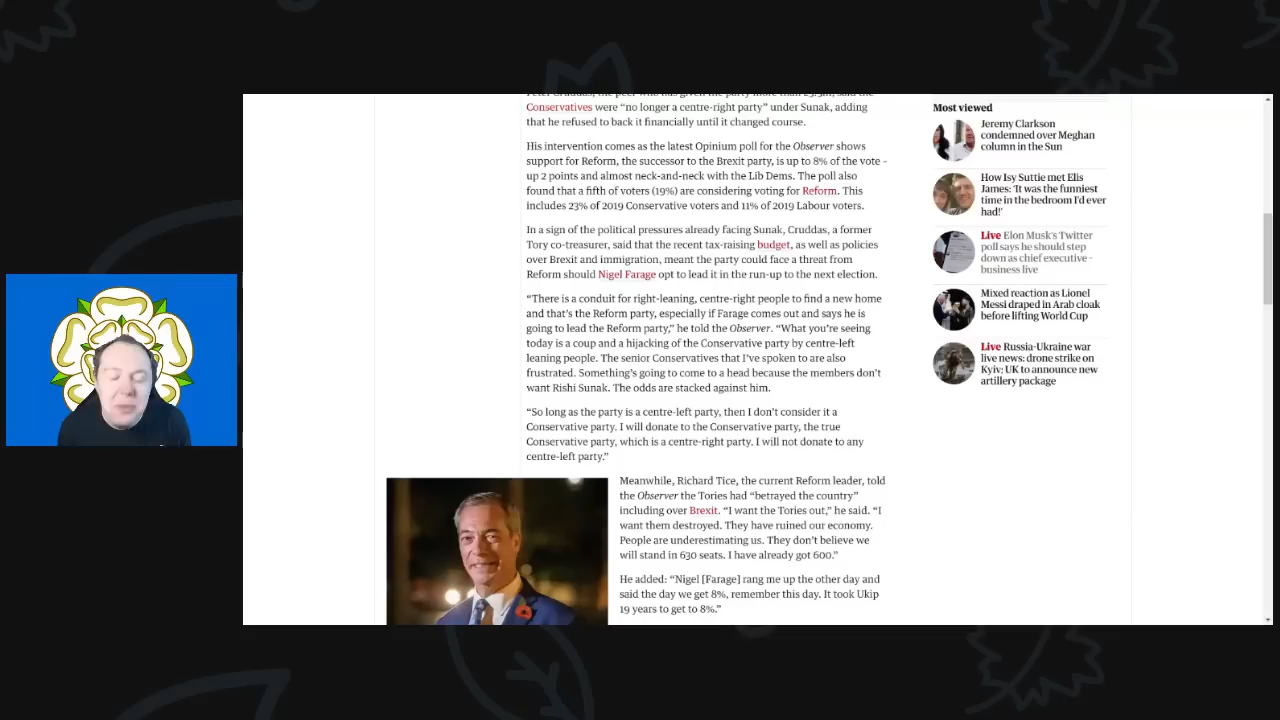 Conservatives were “no longer a centre-right party” under Sunak, adding
that he refused to back it financially until it changed course.
His intervention comes as the latest Opinium poll for the Observer shows
support for Reform, the successor to the Brexit party, is up to 8% of the vote –
up 2 points and almost neck-and-neck with the Lib Dems. The poll also
found that a fifth of voters (19%) are considering voting for Reform. This
includes 23% of 2019 Conservative voters and 11% of 2019 Labour voters.
In a sign of the political pressures already facing Sunak, Cruddas, a former
Tory co-treasurer, said that the recent tax-raising budget, as well as policies
over Brexit and immigration, meant the party could face a threat from
Reform should Nigel Farage opt to lead it in the run-up to the next election.
“There is a conduit for right-leaning, centre-right people to find a new home
and that’s the Reform party, especially if Farage comes out and says he is
going to lead the Reform party,” he told the Observer. “What you’re seeing
today is a coup and a hijacking of the Conservative party by centre-left
leaning people. The senior Conservatives that I’ve spoken to are also
frustrated. Something’s going to come to a head because the members don’t
want Rishi Sunak. The odds are stacked against him.
“So long as the party is a centre-left party, then I don’t consider it a
Conservative party. I will donate to the Conservative party, the true
Conservative party, which is a centre-right party. I will not donate to any
centre-left party.”
Meanwhile, Richard Tice, the current Reform leader, told
the Observer the Tories had “betrayed the country”
including over Brexit. “I want the Tories out,” he said. “I
want them destroyed. They have ruined our economy.
People are underestimating us. They don’t believe we
will stand in 630 seats. I have already got 600.”
He added: “Nigel [Farage] rang me up the other day and
said the day we get 8%, remember this day. It took Ukip
19 years to get to 8%.”
Most viewed
Jeremy Clarkson
condemned over Meghan
column in the Sun
How Isy Suttie met Elis
James: ‘It was the funniest
time in the bedroom I’d ever
had!’
Live Elon Musk’s Twitter
poll says he should step
down as chief executive –
business live
Mixed reaction as Lionel
Messi draped in Arab cloak
before lifting World Cup
Live Russia-Ukraine war
live news: drone strike on
Kyiv; UK to announce new
artillery package